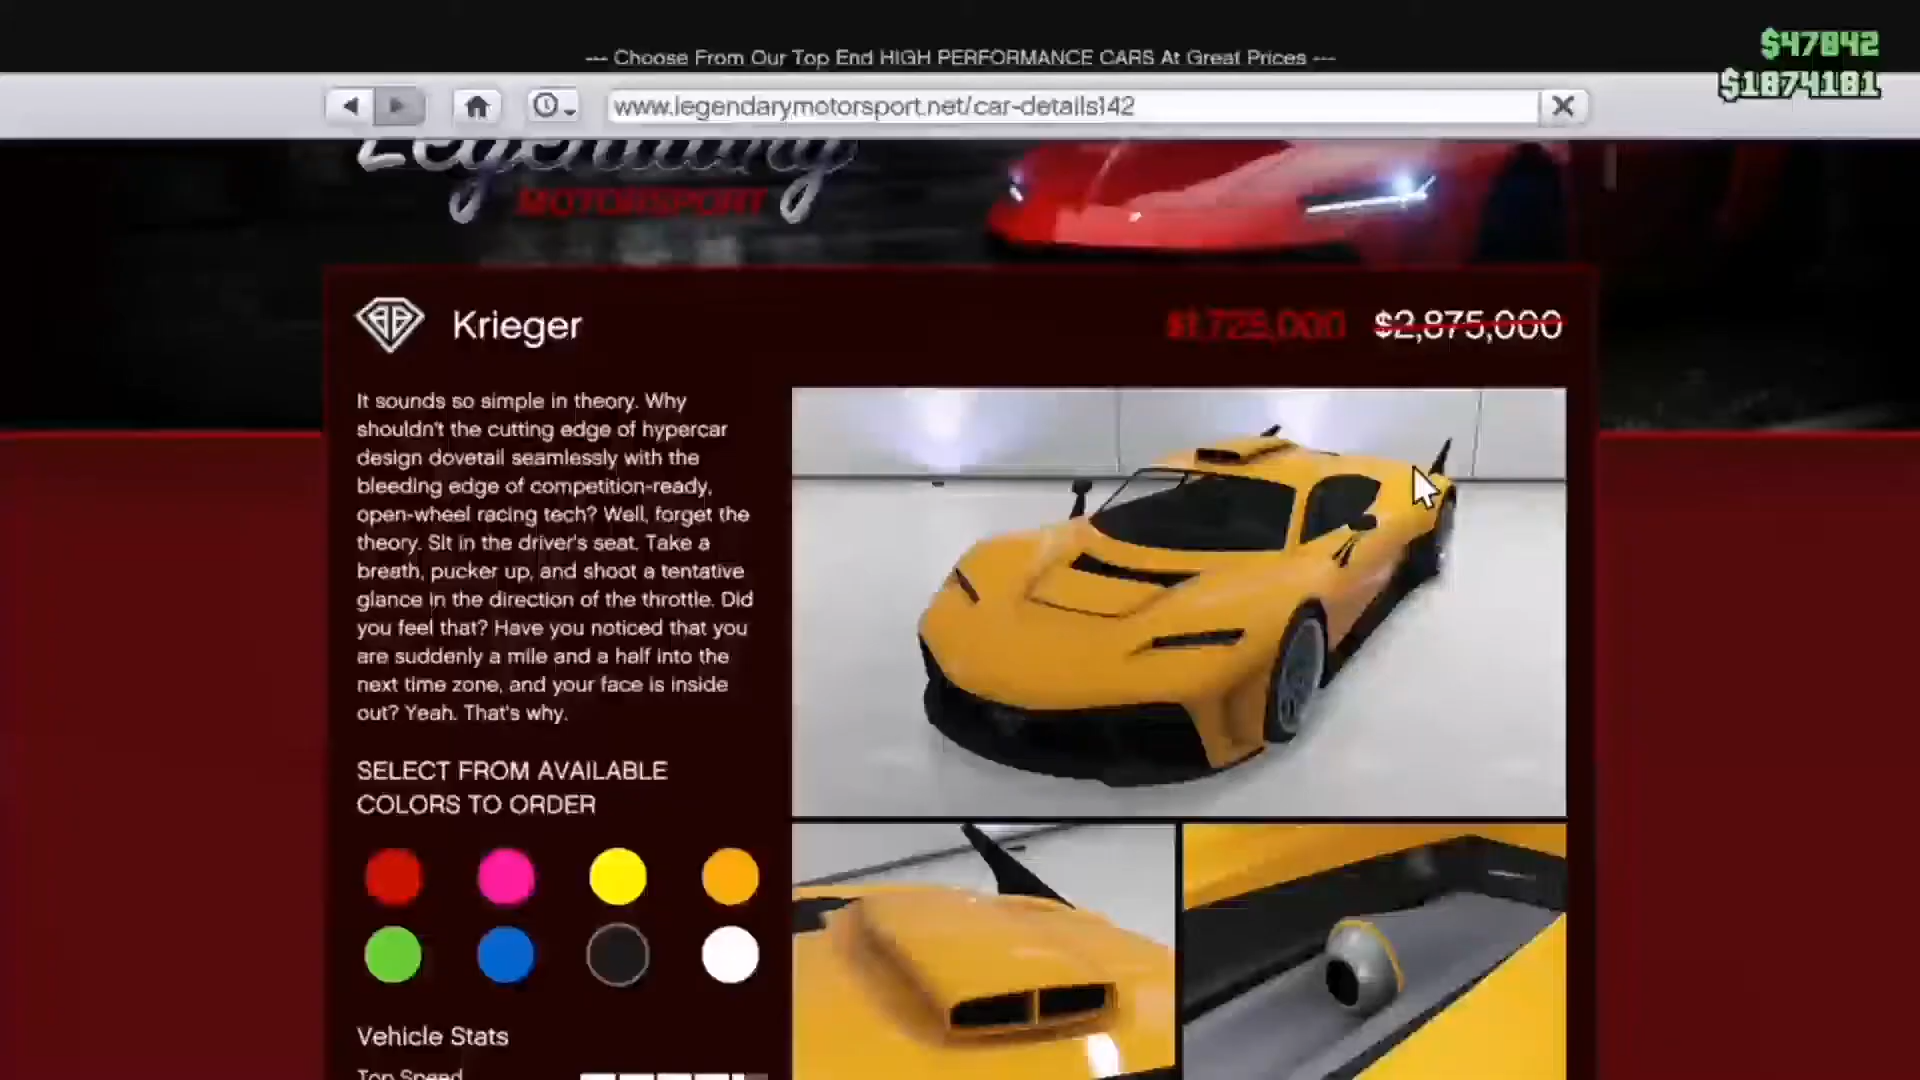 --- Choose From Our Top End HIGH PERFORMANCE CARS At Great Prices ---
$47842
$1874181
www.legendarymotorsport.net/car-details142
Legendary
MOTORSPORT
Krieger
$1,725,000 $2,875,000
It sounds so simple in theory. Why
shouldn't the cutting edge of hypercar
design dovetail seamlessly with the
bleeding edge of competition-ready,
open-wheel racing tech? Well, forget the
theory. Sit in the driver's seat. Take a
breath, pucker up, and shoot a tentative
glance in the direction of the throttle. Did
you feel that? Have you noticed that you
are suddenly a mile and a half into the
next time zone, and your face is inside
out? Yeah. That's why.
SELECT FROM AVAILABLE
COLORS TO ORDER
Vehicle Stats
Top Speed